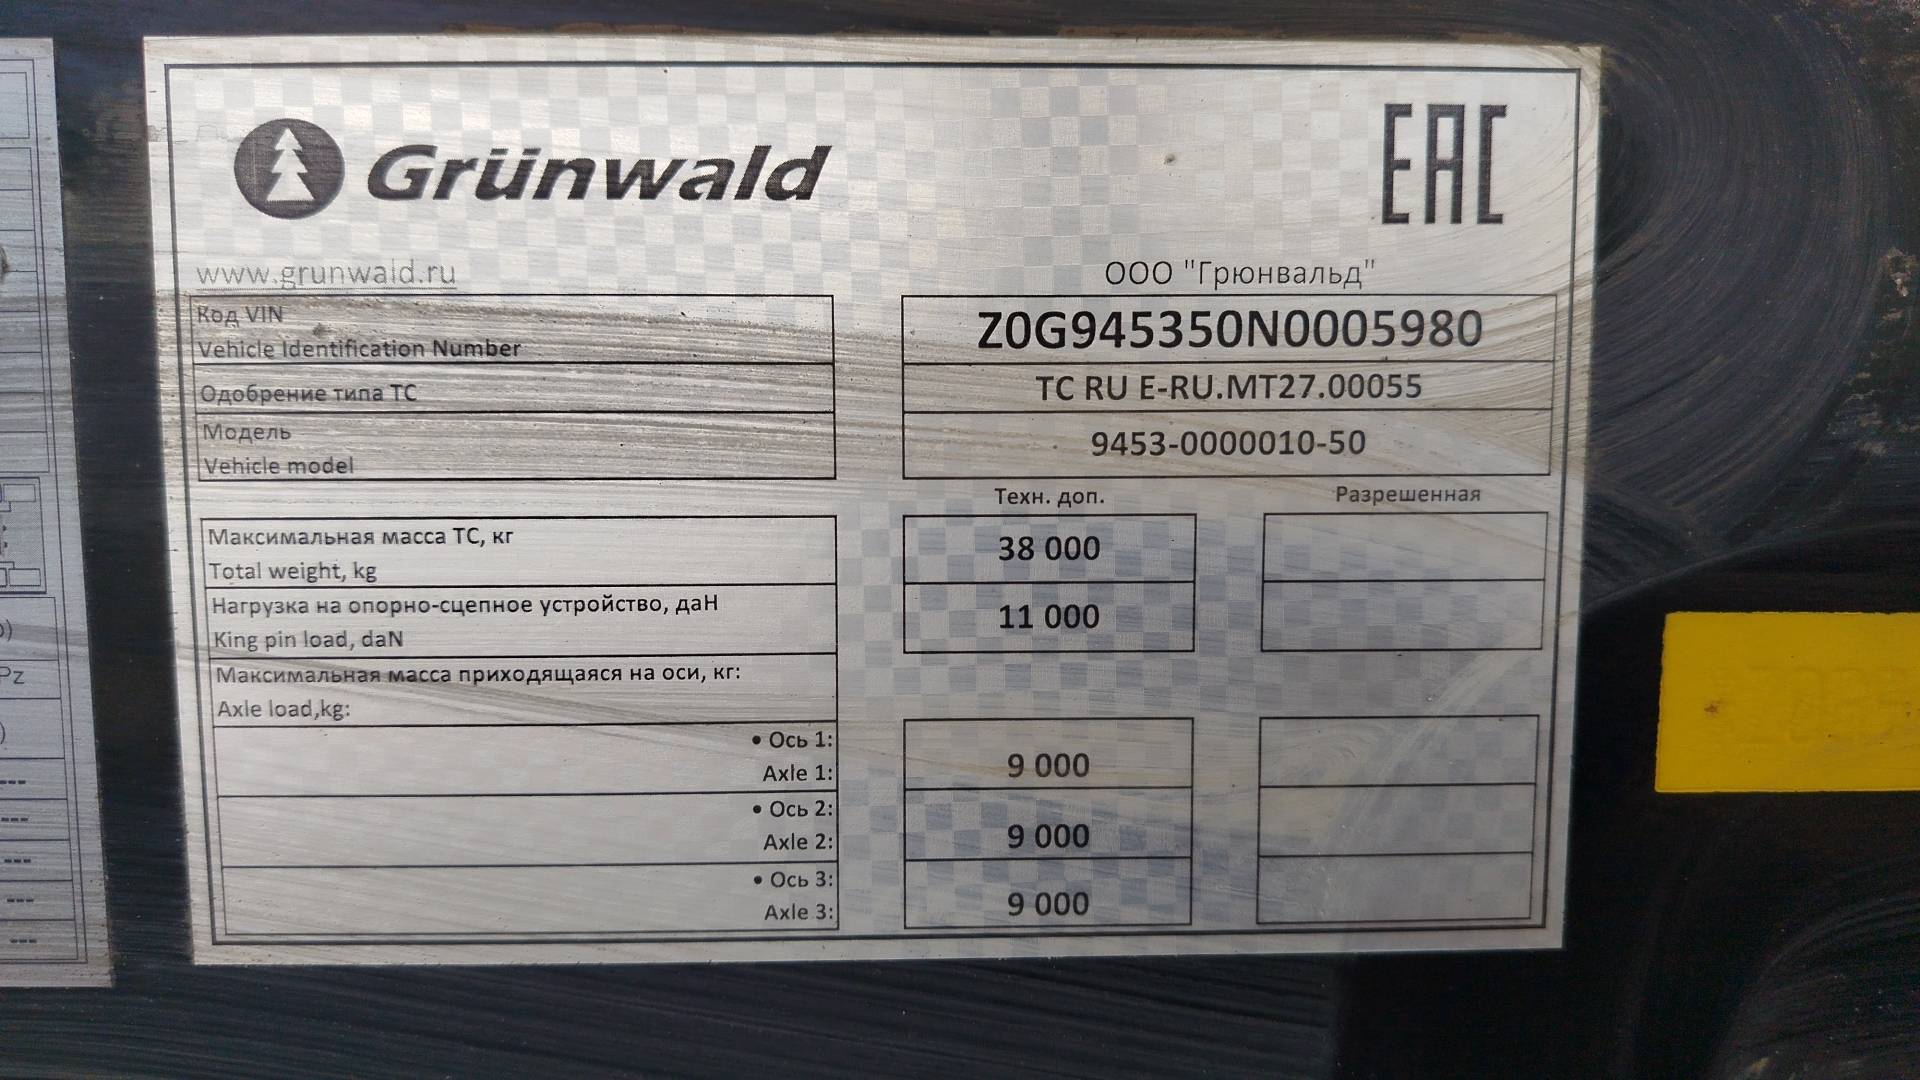 Grünwald
EAC
www.grunwald.ru
ООО "Грюнвальд"
Код VIN
Vehicle Identification Number
Z0G945350N0005980
Одобрение типа ТС
ТС RU E-RU.MT27.00055
Модель
Vehicle model
9453-0000010-50
Техн. доп.
Разрешенная
Максимальная масса ТС, кг
Total weight, kg
38 000
Нагрузка на опорно-сцепное устройство, даН
King pin load, daN
11 000
Максимальная масса приходящаяся на оси, кг:
Axle load,kg:
• Ось 1:
Axle 1:
9 000
• Ось 2:
Axle 2:
9 000
• Ось 3:
Axle 3:
9 000
Pz